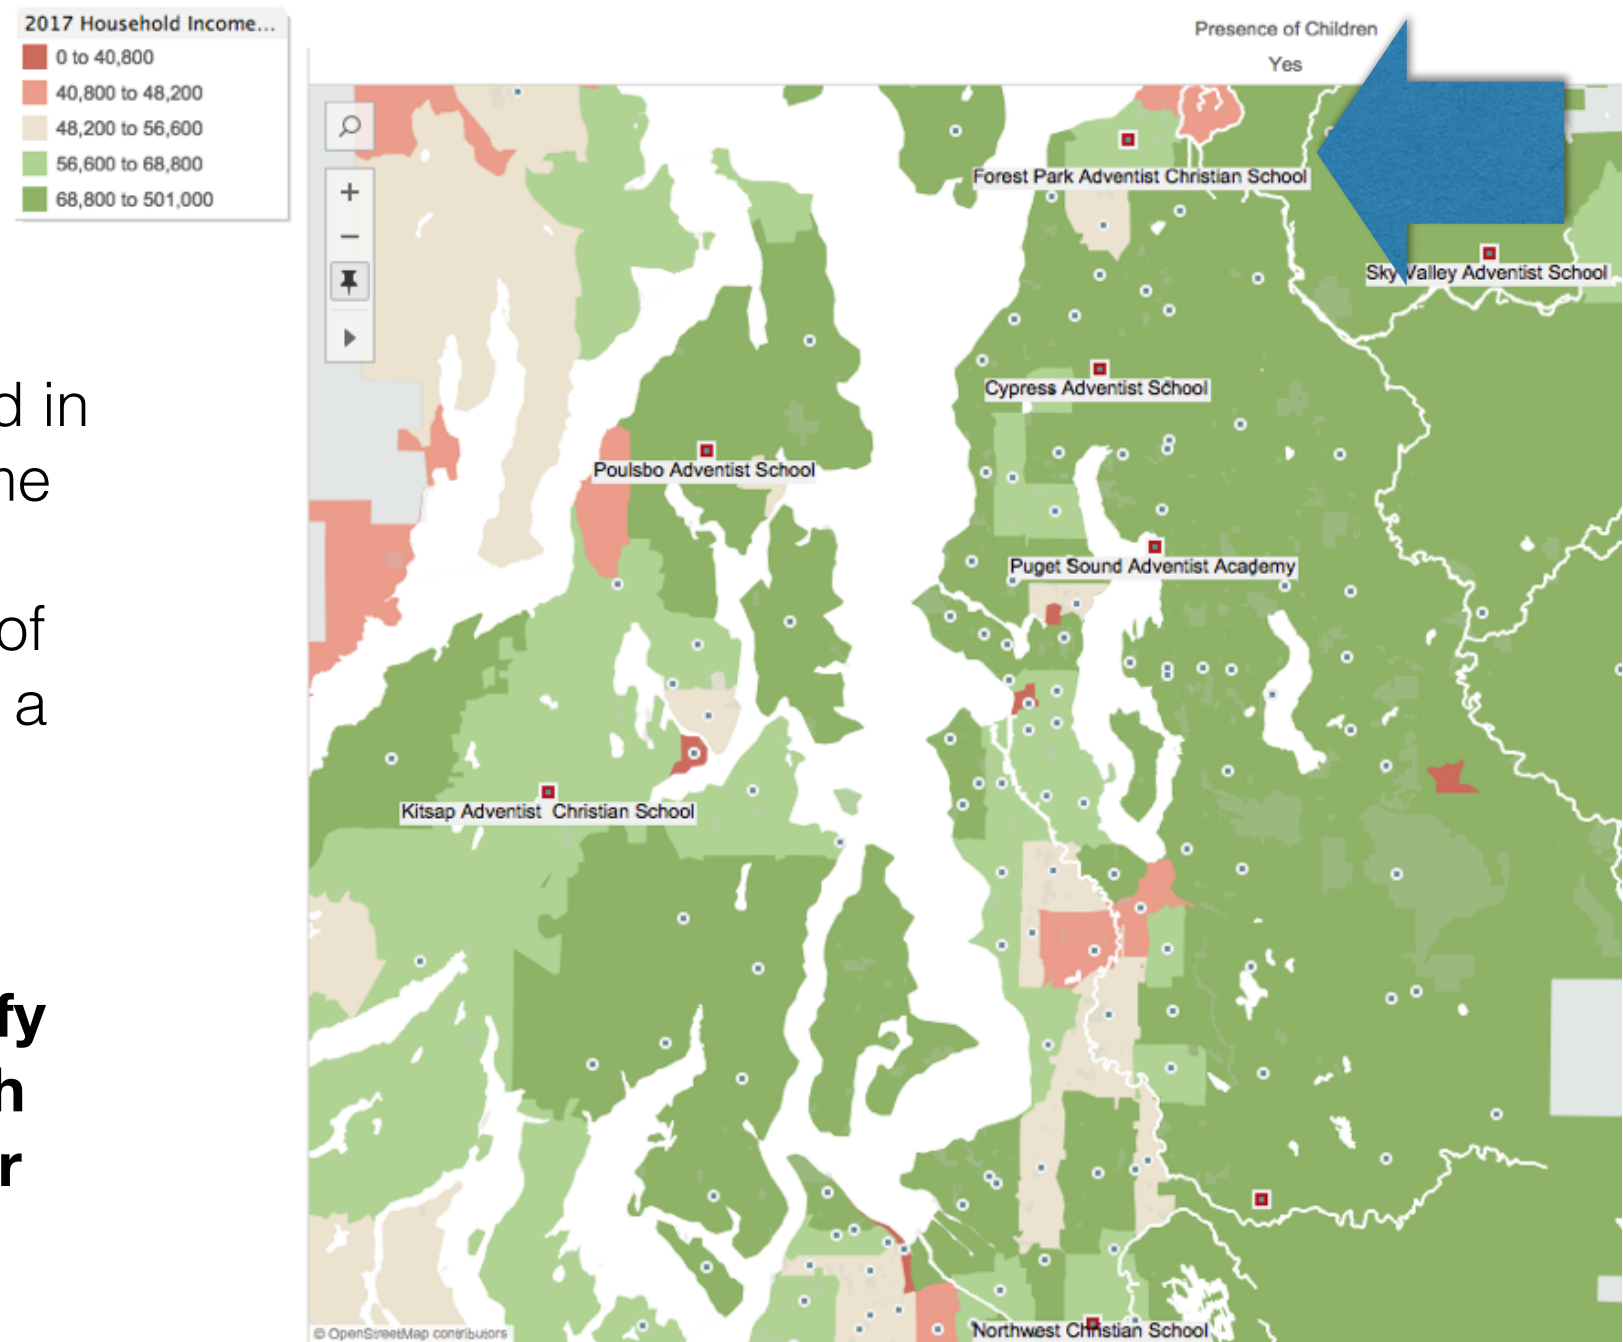 2017 Household Income...
0 to 40,800
40,800 to 48,200
48,200 to 56,600
56,600 to 68,800
68,800 to 501,000
Presence of Children
Yes
Forest Park Adventist Christian School
Sky Valley Adventist School
Cypress Adventist School
d in
Poulsbo Adventist School
ne
Puget Sound Adventist Academy
of
a
Kitsap Adventist Christian School
fy
h
r
Northwest Christian School
© OpenStreetMap contributors